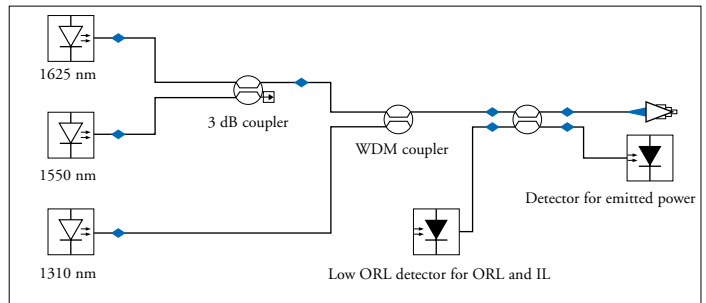 1625 nm
3 dB coupler
1550 nm
WDM coupler
Detector for emitted power
1310 nm
Low ORL detector for ORL and IL